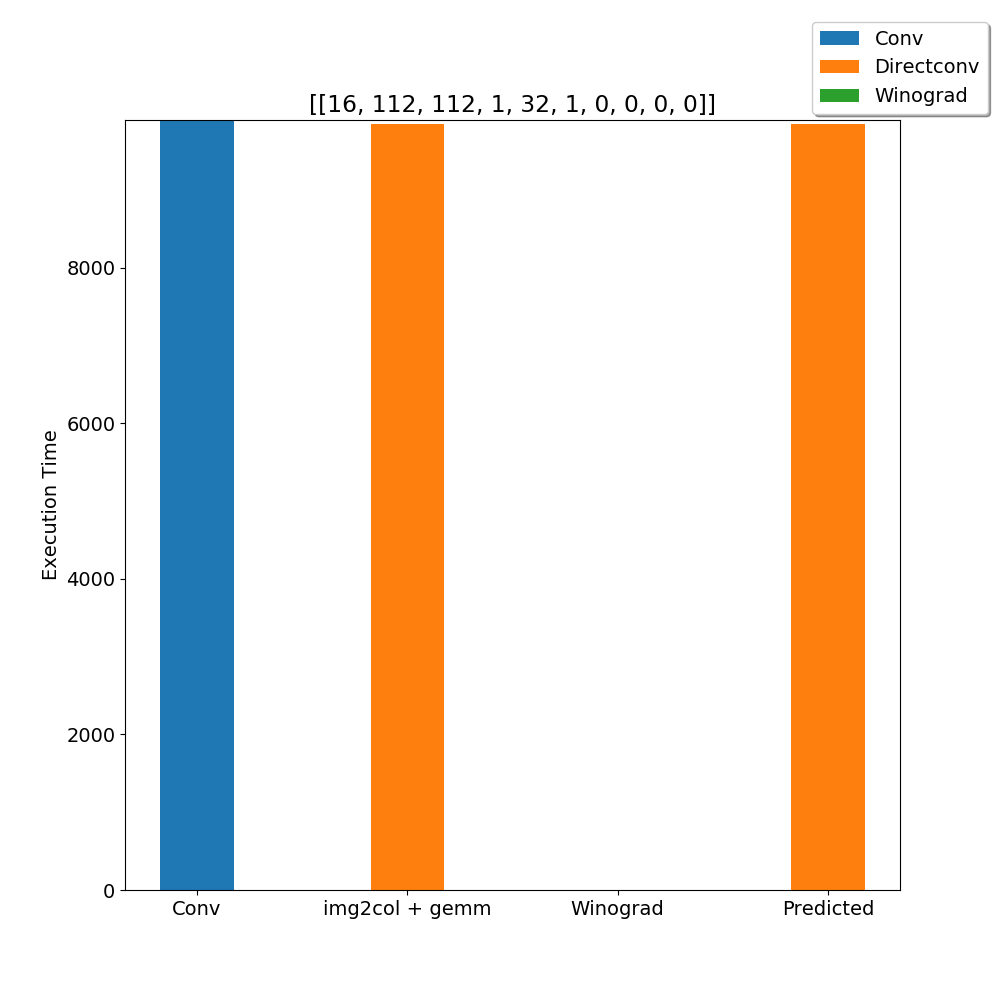 Conv
Directconv
Winograd
[[16, 112, 112, 1, 32, 1, 0, 0, 0, 0]]
8000
6000
4000
2000
0
Execution Time
Conv
img2col + gemm
Winograd
Predicted